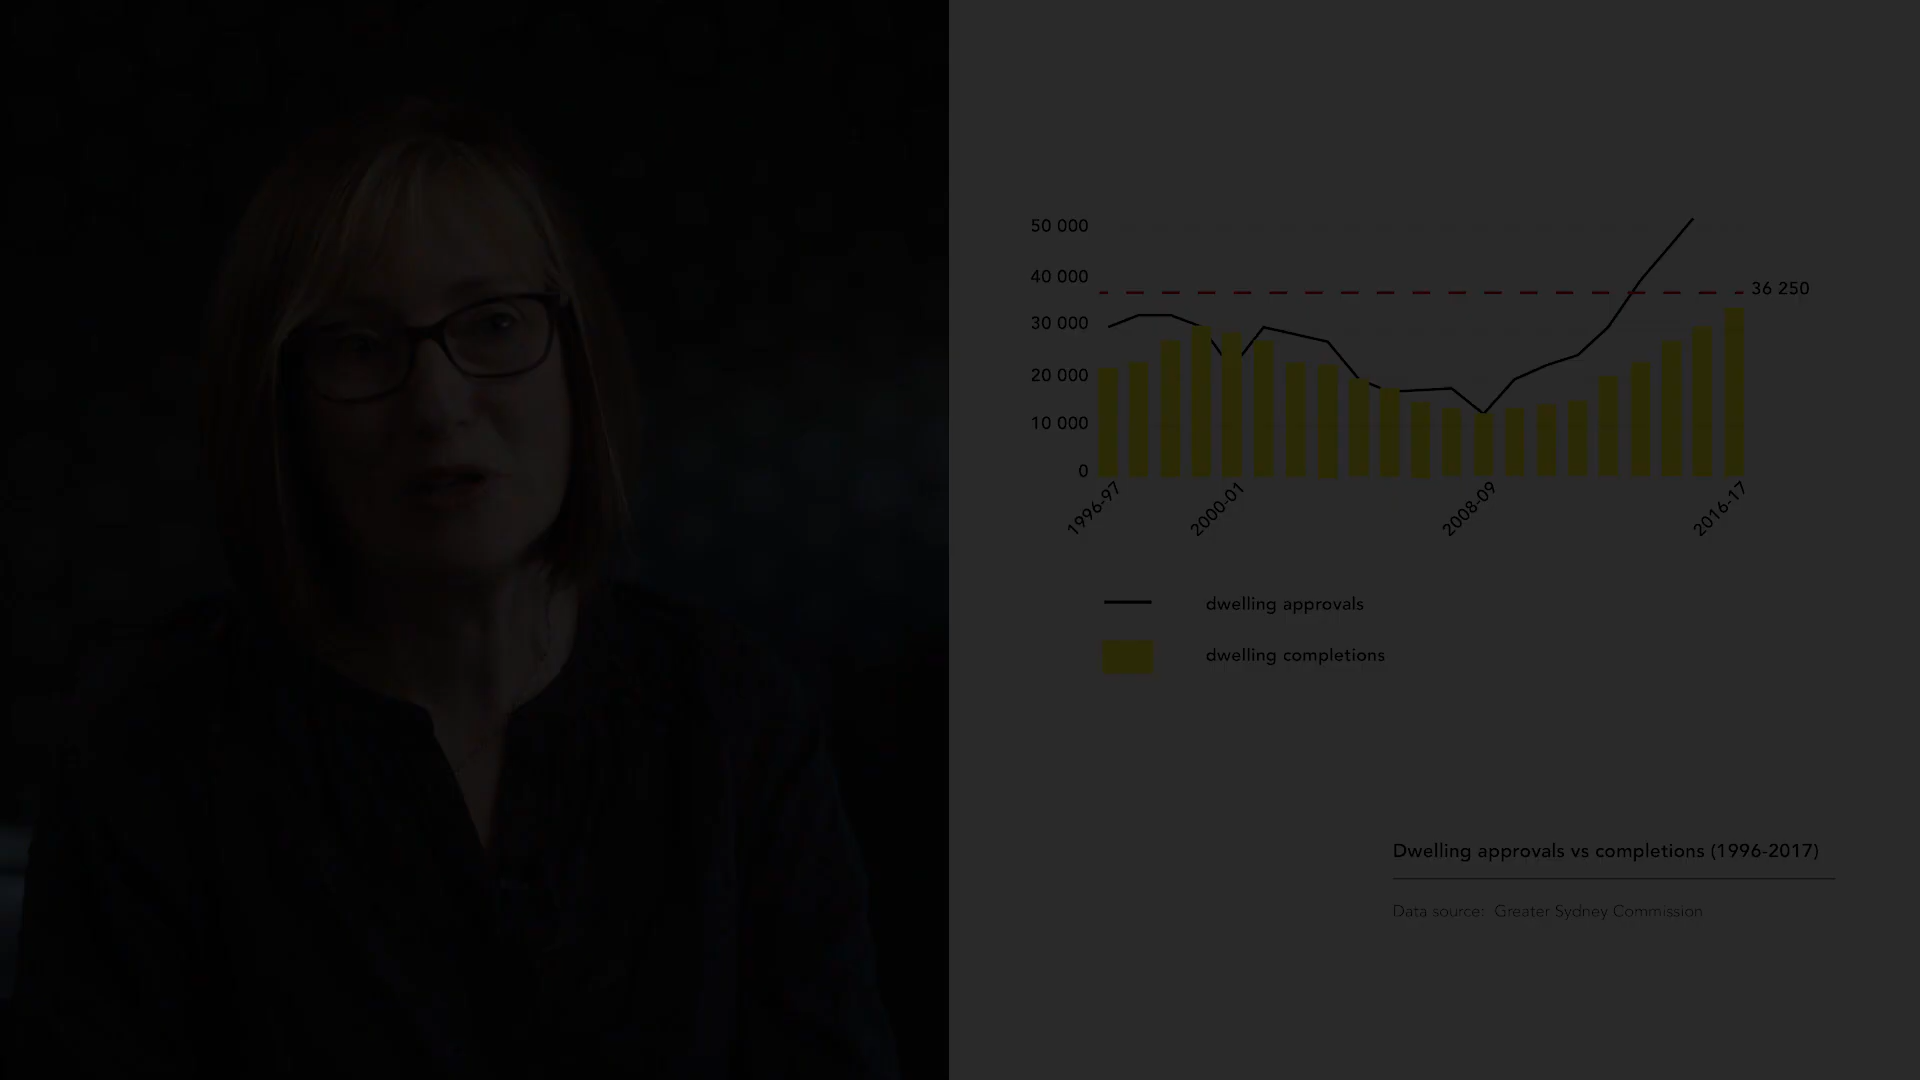 50 000
40 000
36 250
30 000
20 000
10 000
0
1996-97
2000-01
2008-09
2016-17
dwelling approvals
dwelling completions
Dwelling approvals vs completions (1996-2017)
Data source: Greater Sydney Commission